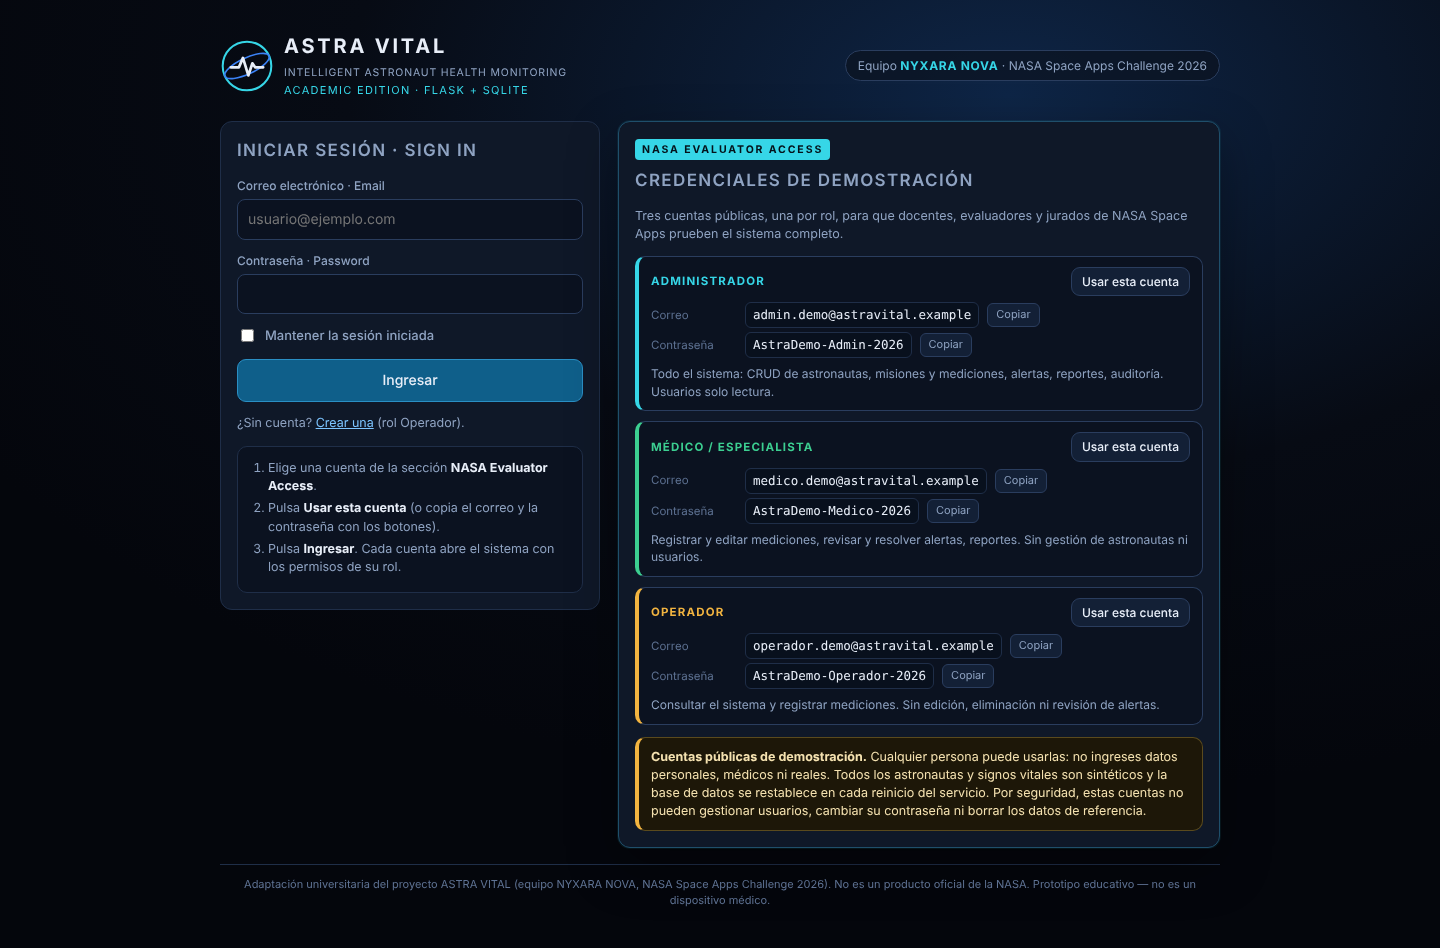 ASTRA VITAL
INTELLIGENT ASTRONAUT HEALTH MONITORING
ACADEMIC EDITION · FLASK + SQLITE
Equipo NYXARA NOVA · NASA Space Apps Challenge 2026
INICIAR SESIÓN · SIGN IN
Correo electrónico · Email
usuario@ejemplo.com
Contraseña · Password
Mantener la sesión iniciada
Ingresar
¿Sin cuenta? Crear una (rol Operador).
1. Elige una cuenta de la sección NASA Evaluator
Access.
2. Pulsa Usar esta cuenta (o copia el correo y la
contraseña con los botones).
3. Pulsa Ingresar. Cada cuenta abre el sistema con
los permisos de su rol.
NASA EVALUATOR ACCESS
CREDENCIALES DE DEMOSTRACIÓN
Tres cuentas públicas, una por rol, para que docentes, evaluadores y jurados de NASA Space
Apps prueben el sistema completo.
ADMINISTRADOR
Usar esta cuenta
Correo admin.demo@astravital.example Copiar
Contraseña AstraDemo-Admin-2026 Copiar
Todo el sistema: CRUD de astronautas, misiones y mediciones, alertas, reportes, auditoría.
Usuarios solo lectura.
MÉDICO / ESPECIALISTA
Usar esta cuenta
Correo medico.demo@astravital.example Copiar
Contraseña AstraDemo-Medico-2026 Copiar
Registrar y editar mediciones, revisar y resolver alertas, reportes. Sin gestión de astronautas ni
usuarios.
OPERADOR
Usar esta cuenta
Correo operador.demo@astravital.example Copiar
Contraseña AstraDemo-Operador-2026 Copiar
Consultar el sistema y registrar mediciones. Sin edición, eliminación ni revisión de alertas.
Cuentas públicas de demostración. Cualquier persona puede usarlas: no ingreses datos
personales, médicos ni reales. Todos los astronautas y signos vitales son sintéticos y la
base de datos se restablece en cada reinicio del servicio. Por seguridad, estas cuentas no
pueden gestionar usuarios, cambiar su contraseña ni borrar los datos de referencia.
Adaptación universitaria del proyecto ASTRA VITAL (equipo NYXARA NOVA, NASA Space Apps Challenge 2026). No es un producto oficial de la NASA. Prototipo educativo — no es un
dispositivo médico.